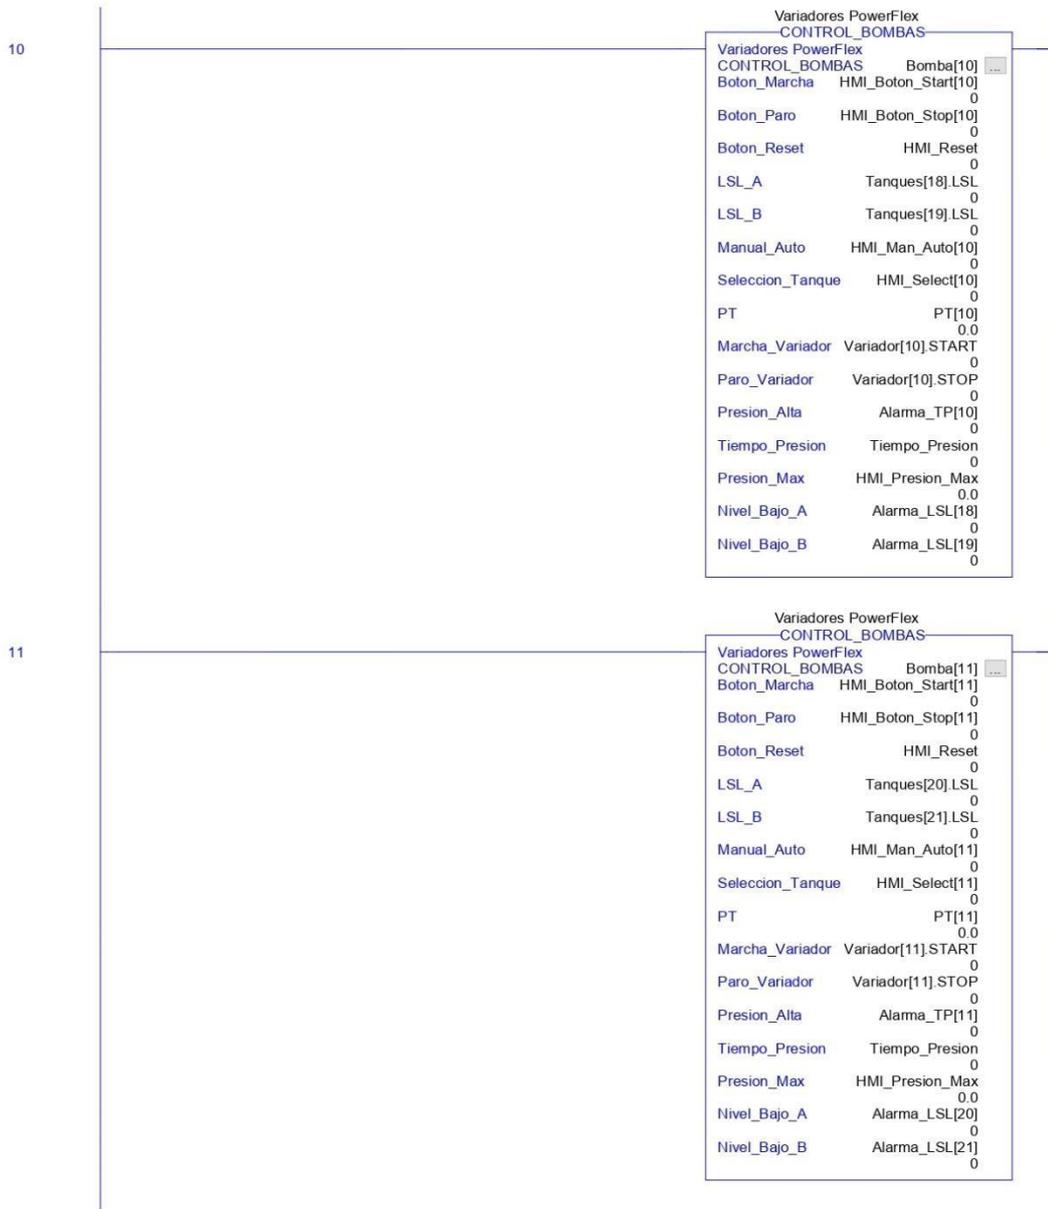 10
Variadores PowerFlex
CONTROL_BOMBAS
Variadores PowerFlex
CONTROL_BOMBAS Bomba[10] ...
Boton_Marcha HMI_Boton_Start[10]
0
Boton_Paro HMI_Boton_Stop[10]
0
Boton_Reset HMI_Reset
0
LSL_A Tanques[18].LSL
0
LSL_B Tanques[19].LSL
0
Manual_Auto HMI_Man_Auto[10]
0
Seleccion_Tanque HMI_Select[10]
0
PT PT[10]
0.0
Marcha_Variador Variador[10].START
0
Paro_Variador Variador[10].STOP
0
Presion_Alta Alarma_TP[10]
0
Tiempo_Presion Tiempo_Presion
0
Presion_Max HMI_Presion_Max
0.0
Nivel_Bajo_A Alarma_LSL[18]
0
Nivel_Bajo_B Alarma_LSL[19]
0
11
Variadores PowerFlex
CONTROL_BOMBAS
Variadores PowerFlex
CONTROL_BOMBAS Bomba[11] ...
Boton_Marcha HMI_Boton_Start[11]
0
Boton_Paro HMI_Boton_Stop[11]
0
Boton_Reset HMI_Reset
0
LSL_A Tanques[20].LSL
0
LSL_B Tanques[21].LSL
0
Manual_Auto HMI_Man_Auto[11]
0
Seleccion_Tanque HMI_Select[11]
0
PT PT[11]
0.0
Marcha_Variador Variador[11].START
0
Paro_Variador Variador[11].STOP
0
Presion_Alta Alarma_TP[11]
0
Tiempo_Presion Tiempo_Presion
0
Presion_Max HMI_Presion_Max
0.0
Nivel_Bajo_A Alarma_LSL[20]
0
Nivel_Bajo_B Alarma_LSL[21]
0